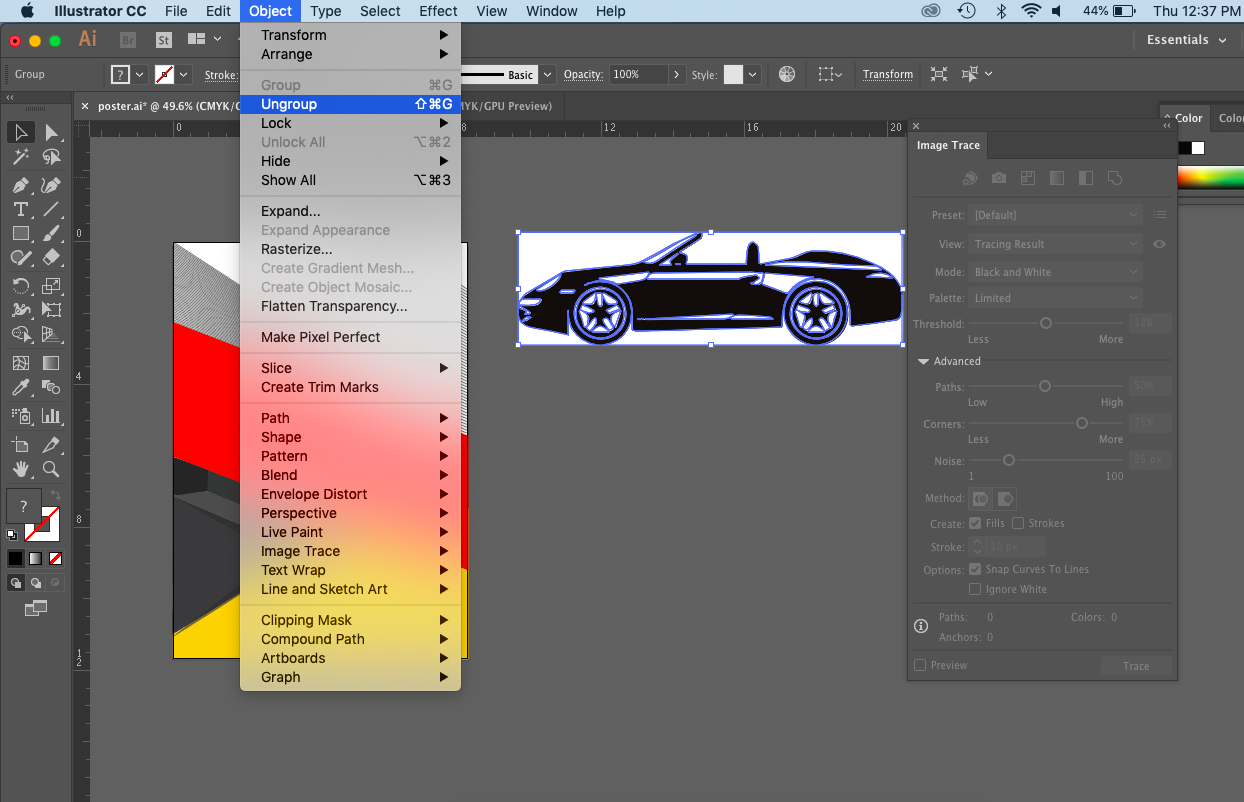 Illustrator CC File Edit Object Type Select Effect View Window Help 44% Thu 12:37 PM
Ai Br St Essentials
Group ? Stroke: Basic Opacity: 100% Style: Transform
poster.ai* @ 49.6% (CMYK/G MYK/GPU Preview)
0 8 12 16 20
0
4
8
1
2
?
Transform
Arrange
Group ⌘G
Ungroup ⇧⌘G
Lock
Unlock All ⌥⌘2
Hide
Show All ⌥⌘3
Expand...
Expand Appearance
Rasterize...
Create Gradient Mesh...
Create Object Mosaic...
Flatten Transparency...
Make Pixel Perfect
Slice
Create Trim Marks
Path
Shape
Pattern
Blend
Envelope Distort
Perspective
Live Paint
Image Trace
Text Wrap
Line and Sketch Art
Clipping Mask
Compound Path
Artboards
Graph
Color Colo
Image Trace
Preset: [Default]
View: Tracing Result
Mode: Black and White
Palette: Limited
Threshold: 128
Less More
Advanced
Paths: 50%
Low High
Corners: 75%
Less More
Noise: 25 px
1 100
Method:
Create: Fills Strokes
Stroke: 10 px
Options: Snap Curves To Lines
Ignore White
Paths: 0 Colors: 0
Anchors: 0
Preview Trace